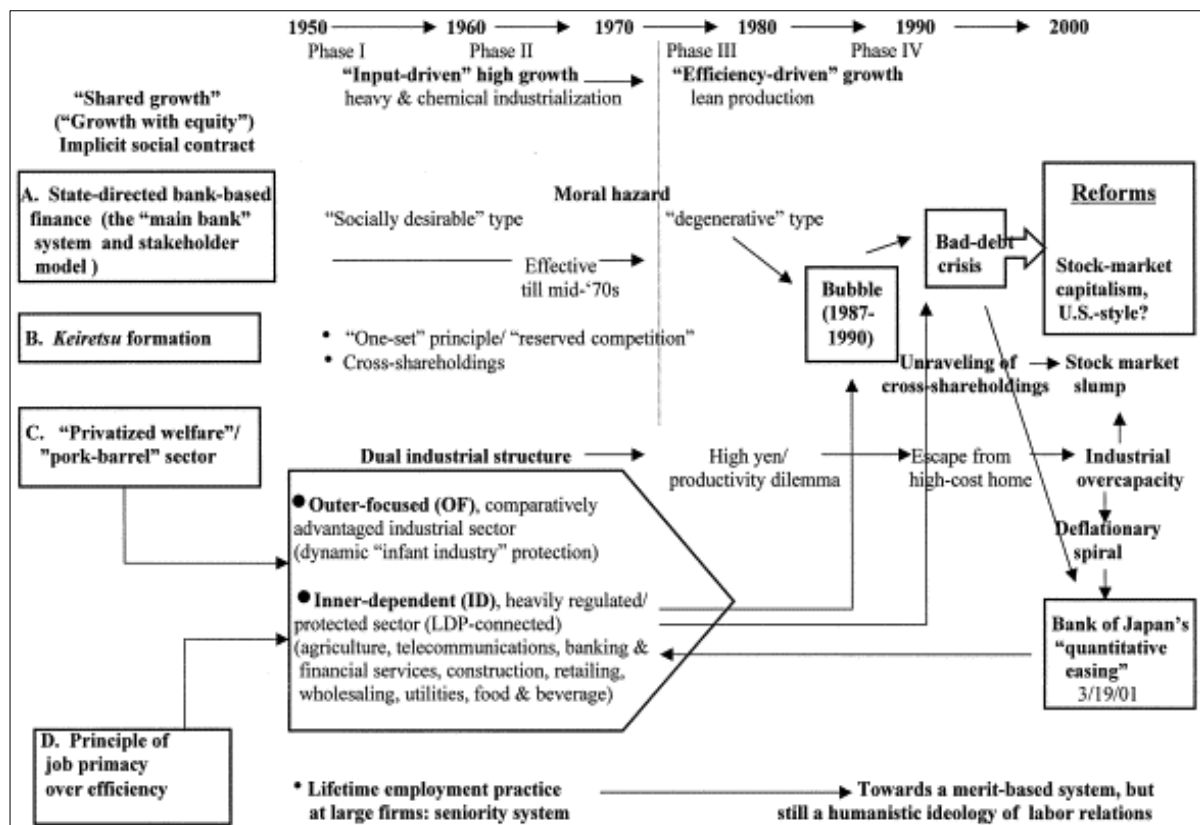 1950 1960 1970 1980 1990 2000
Phase I Phase II Phase III Phase IV
“Input-driven” high growth “Efficiency-driven” growth
heavy & chemical industrialization lean production
“Shared growth”
(“Growth with equity”)
Implicit social contract
A. State-directed bank-based
finance (the “main bank”
system and stakeholder
model )
Moral hazard
“Socially desirable” type “degenerative” type
Effective
till mid-‘70s
Bubble
(1987-
1990)
Bad-debt
crisis
Reforms
Stock-market
capitalism,
U.S.-style?
B. Keiretsu formation
• “One-set” principle/ “reserved competition”
• Cross-shareholdings
Unraveling of
cross-shareholdings
Stock market
slump
C. “Privatized welfare”/
”pork-barrel” sector
Dual industrial structure
High yen/
productivity dilemma
Escape from
high-cost home
Industrial
overcapacity
Deflationary
spiral
● Outer-focused (OF), comparatively
advantaged industrial sector
(dynamic “infant industry” protection)
● Inner-dependent (ID), heavily regulated/
protected sector (LDP-connected)
(agriculture, telecommunications, banking &
financial services, construction, retailing,
wholesaling, utilities, food & beverage)
Bank of Japan’s
“quantitative
easing”
3/19/01
D. Principle of
job primacy
over efficiency
• Lifetime employment practice
at large firms: seniority system
Towards a merit-based system, but
still a humanistic ideology of labor relations